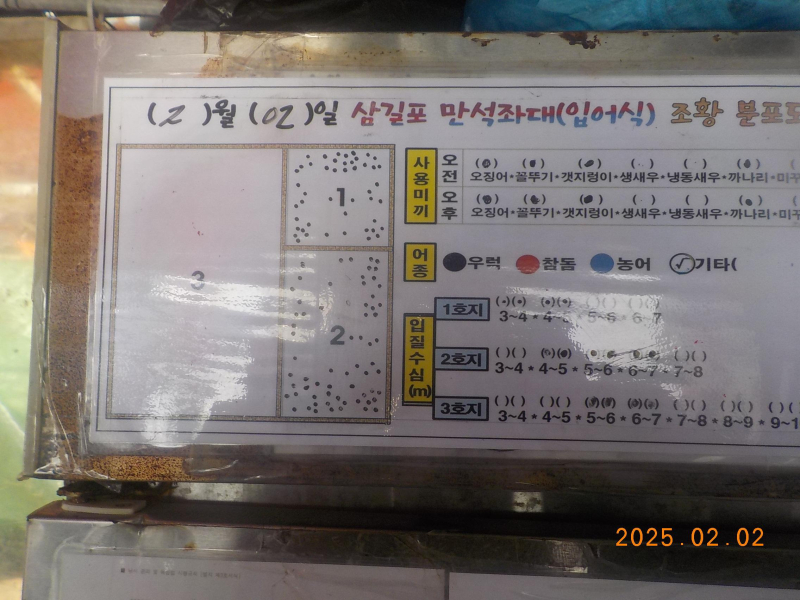 (2)월 (02)일 삼길포 만석좌대(입어식) 조황 분포도
1
2
3
사용미끼
오전
오징어•꼴뚜기•갯지렁이•생새우•냉동새우•까나리•미꾸
오후
오징어•꼴뚜기•갯지렁이•생새우•냉동새우•까나리•미꾸
어종
우럭 참돔 농어 기타(
입질수심(m)
1호지
3~4 * 4~5 * 5~6 * 6~7
2호지
3~4 * 4~5 * 5~6 * 6~7 * 7~8
3호지
3~4 * 4~5 * 5~6 * 6~7 * 7~8 * 8~9 * 9~1
2025.02.02